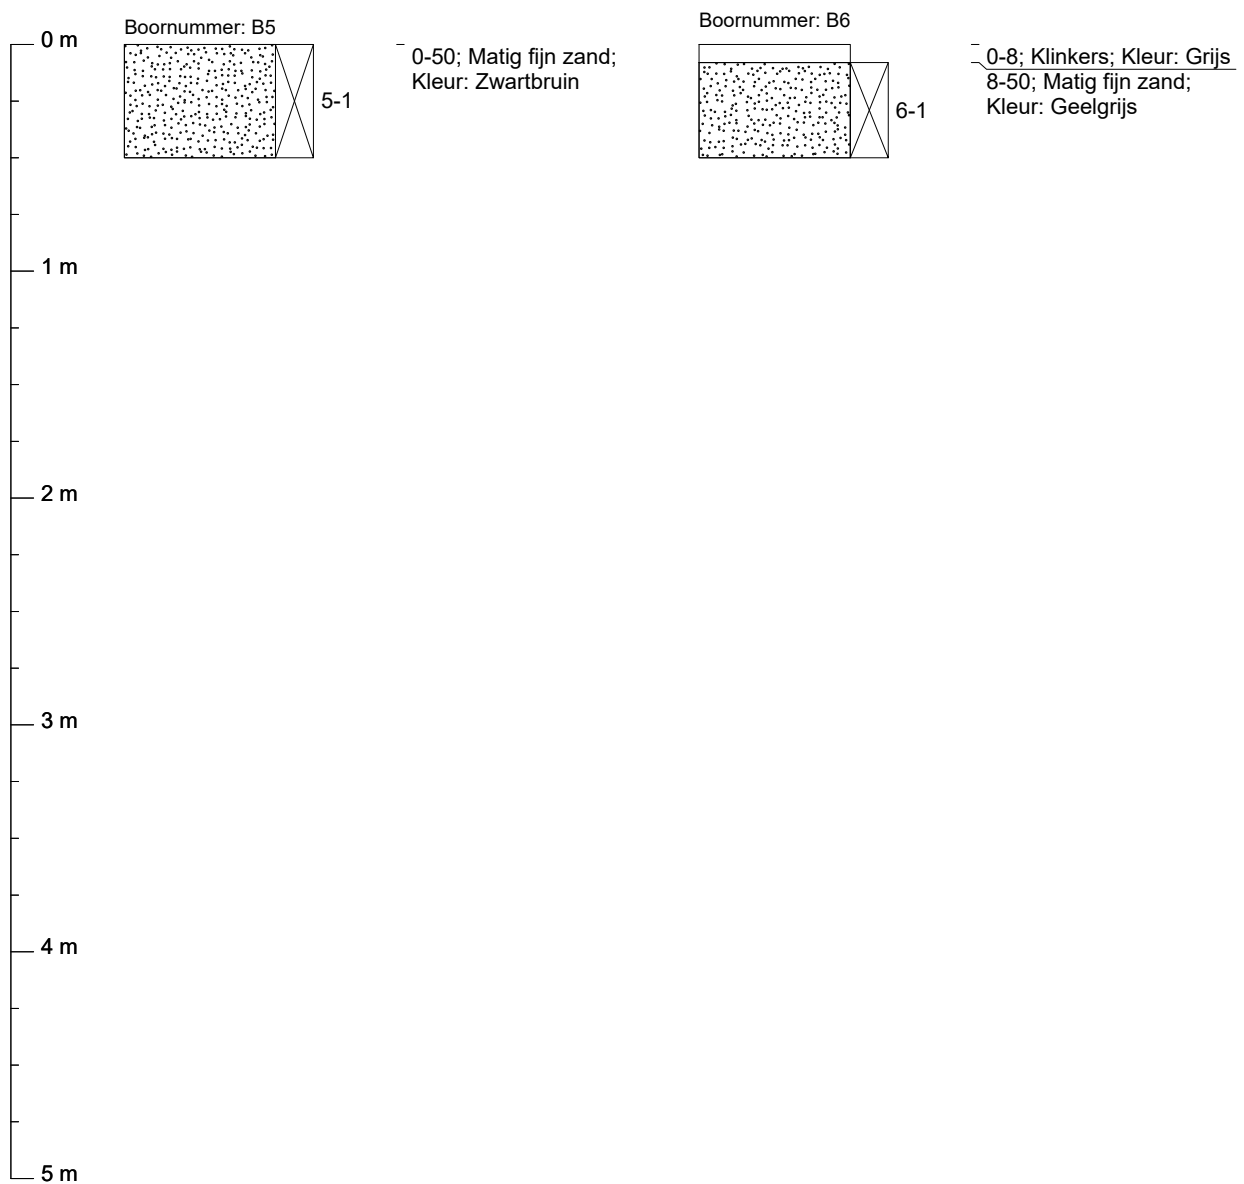 Boornummer: B5
Boornummer: B6
0 m
0-50; Matig fijn zand;
Kleur: Zwartbruin
5-1
0-8; Klinkers; Kleur: Grijs
8-50; Matig fijn zand;
Kleur: Geelgrijs
6-1
1 m
2 m
3 m
4 m
5 m